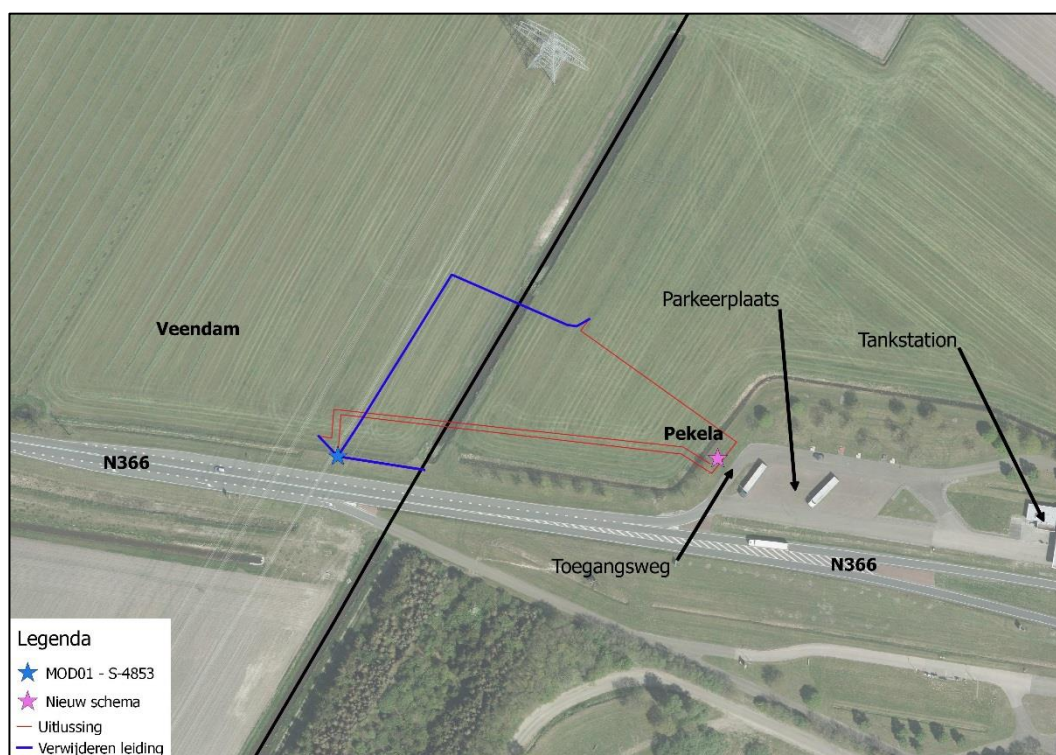 Parkeerplaats
Veendam
Tankstation
Pekela
N366
Toegangsweg
N366
Legenda
MOD01 - S-4853
Nieuw schema
Uitlussing
Verwijderen leiding